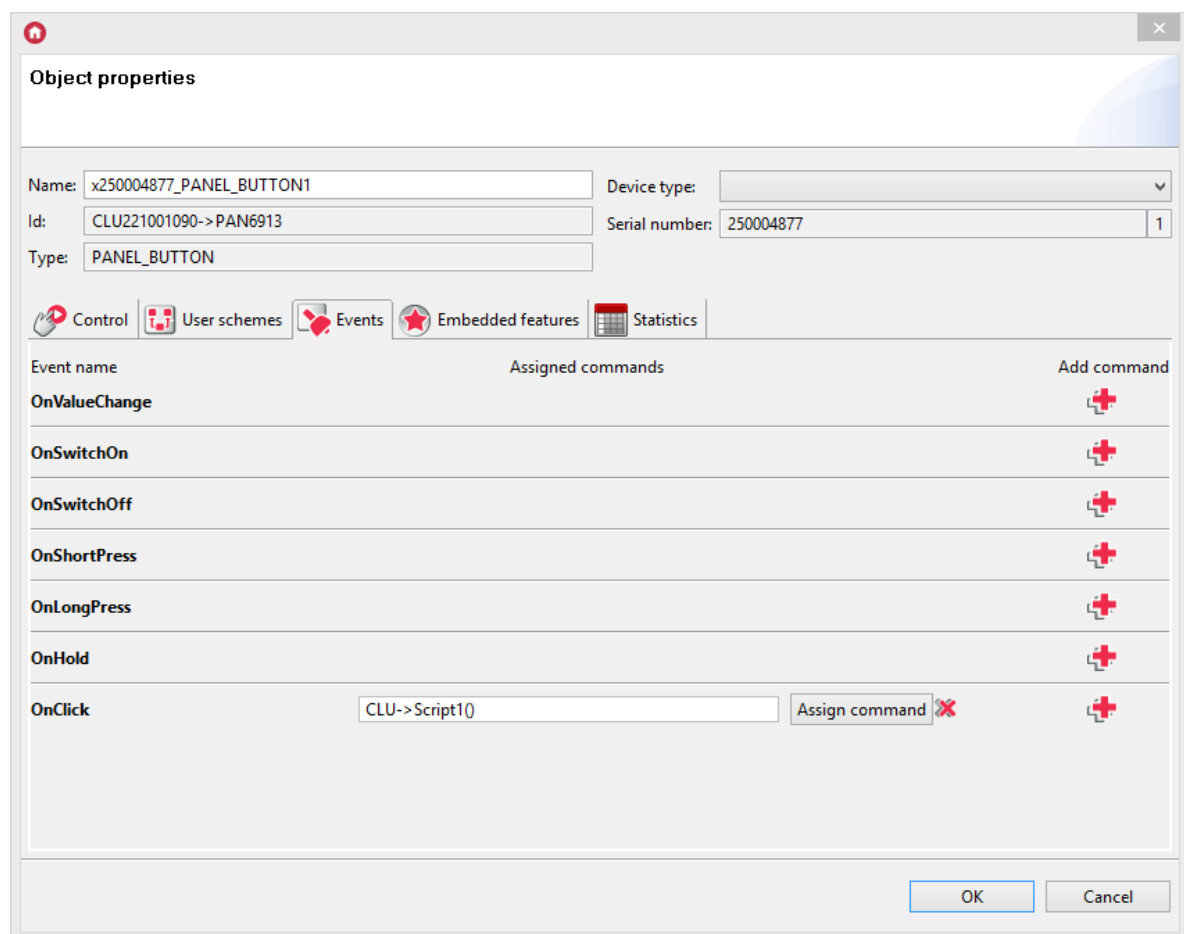 Object properties
Name: x250004877_PANEL_BUTTON1 Device type:
Id: CLU221001090->PAN6913 Serial number: 250004877 1
Type: PANEL_BUTTON
Control User schemes Events Embedded features Statistics
Event name Assigned commands Add command
OnValueChange
OnSwitchOn
OnSwitchOff
OnShortPress
OnLongPress
OnHold
OnClick CLU->Script1() Assign command
OK Cancel